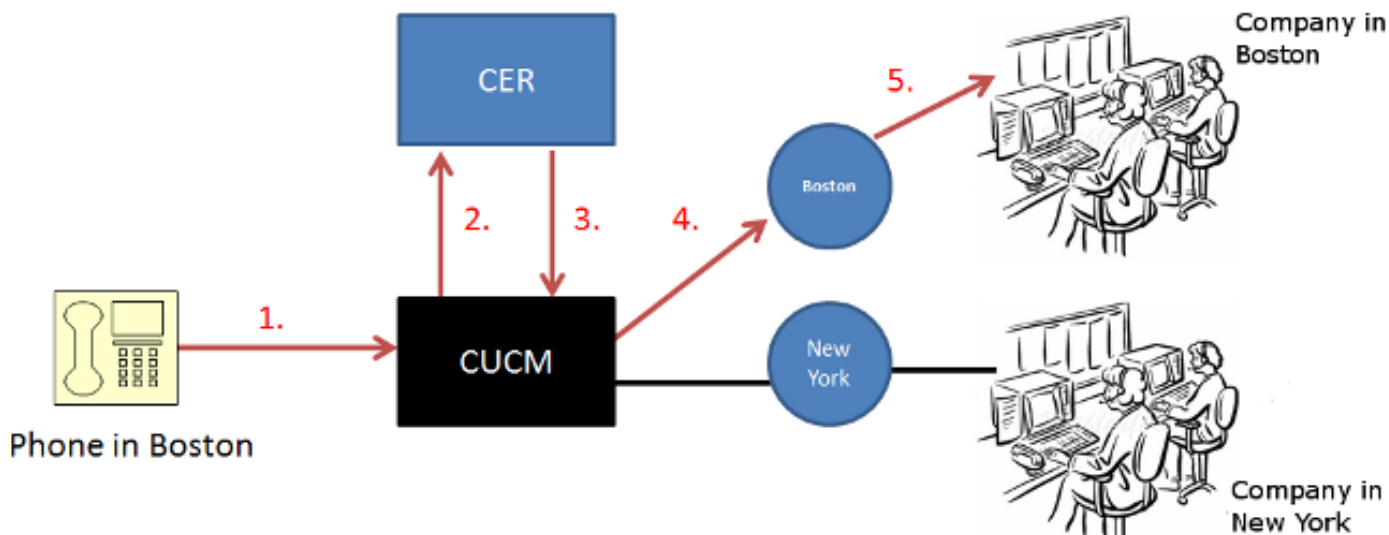 Company in
Boston
CER
5.
Boston
2.
3.
4.
1.
CUCM
New
York
Phone in Boston
Company in
New York